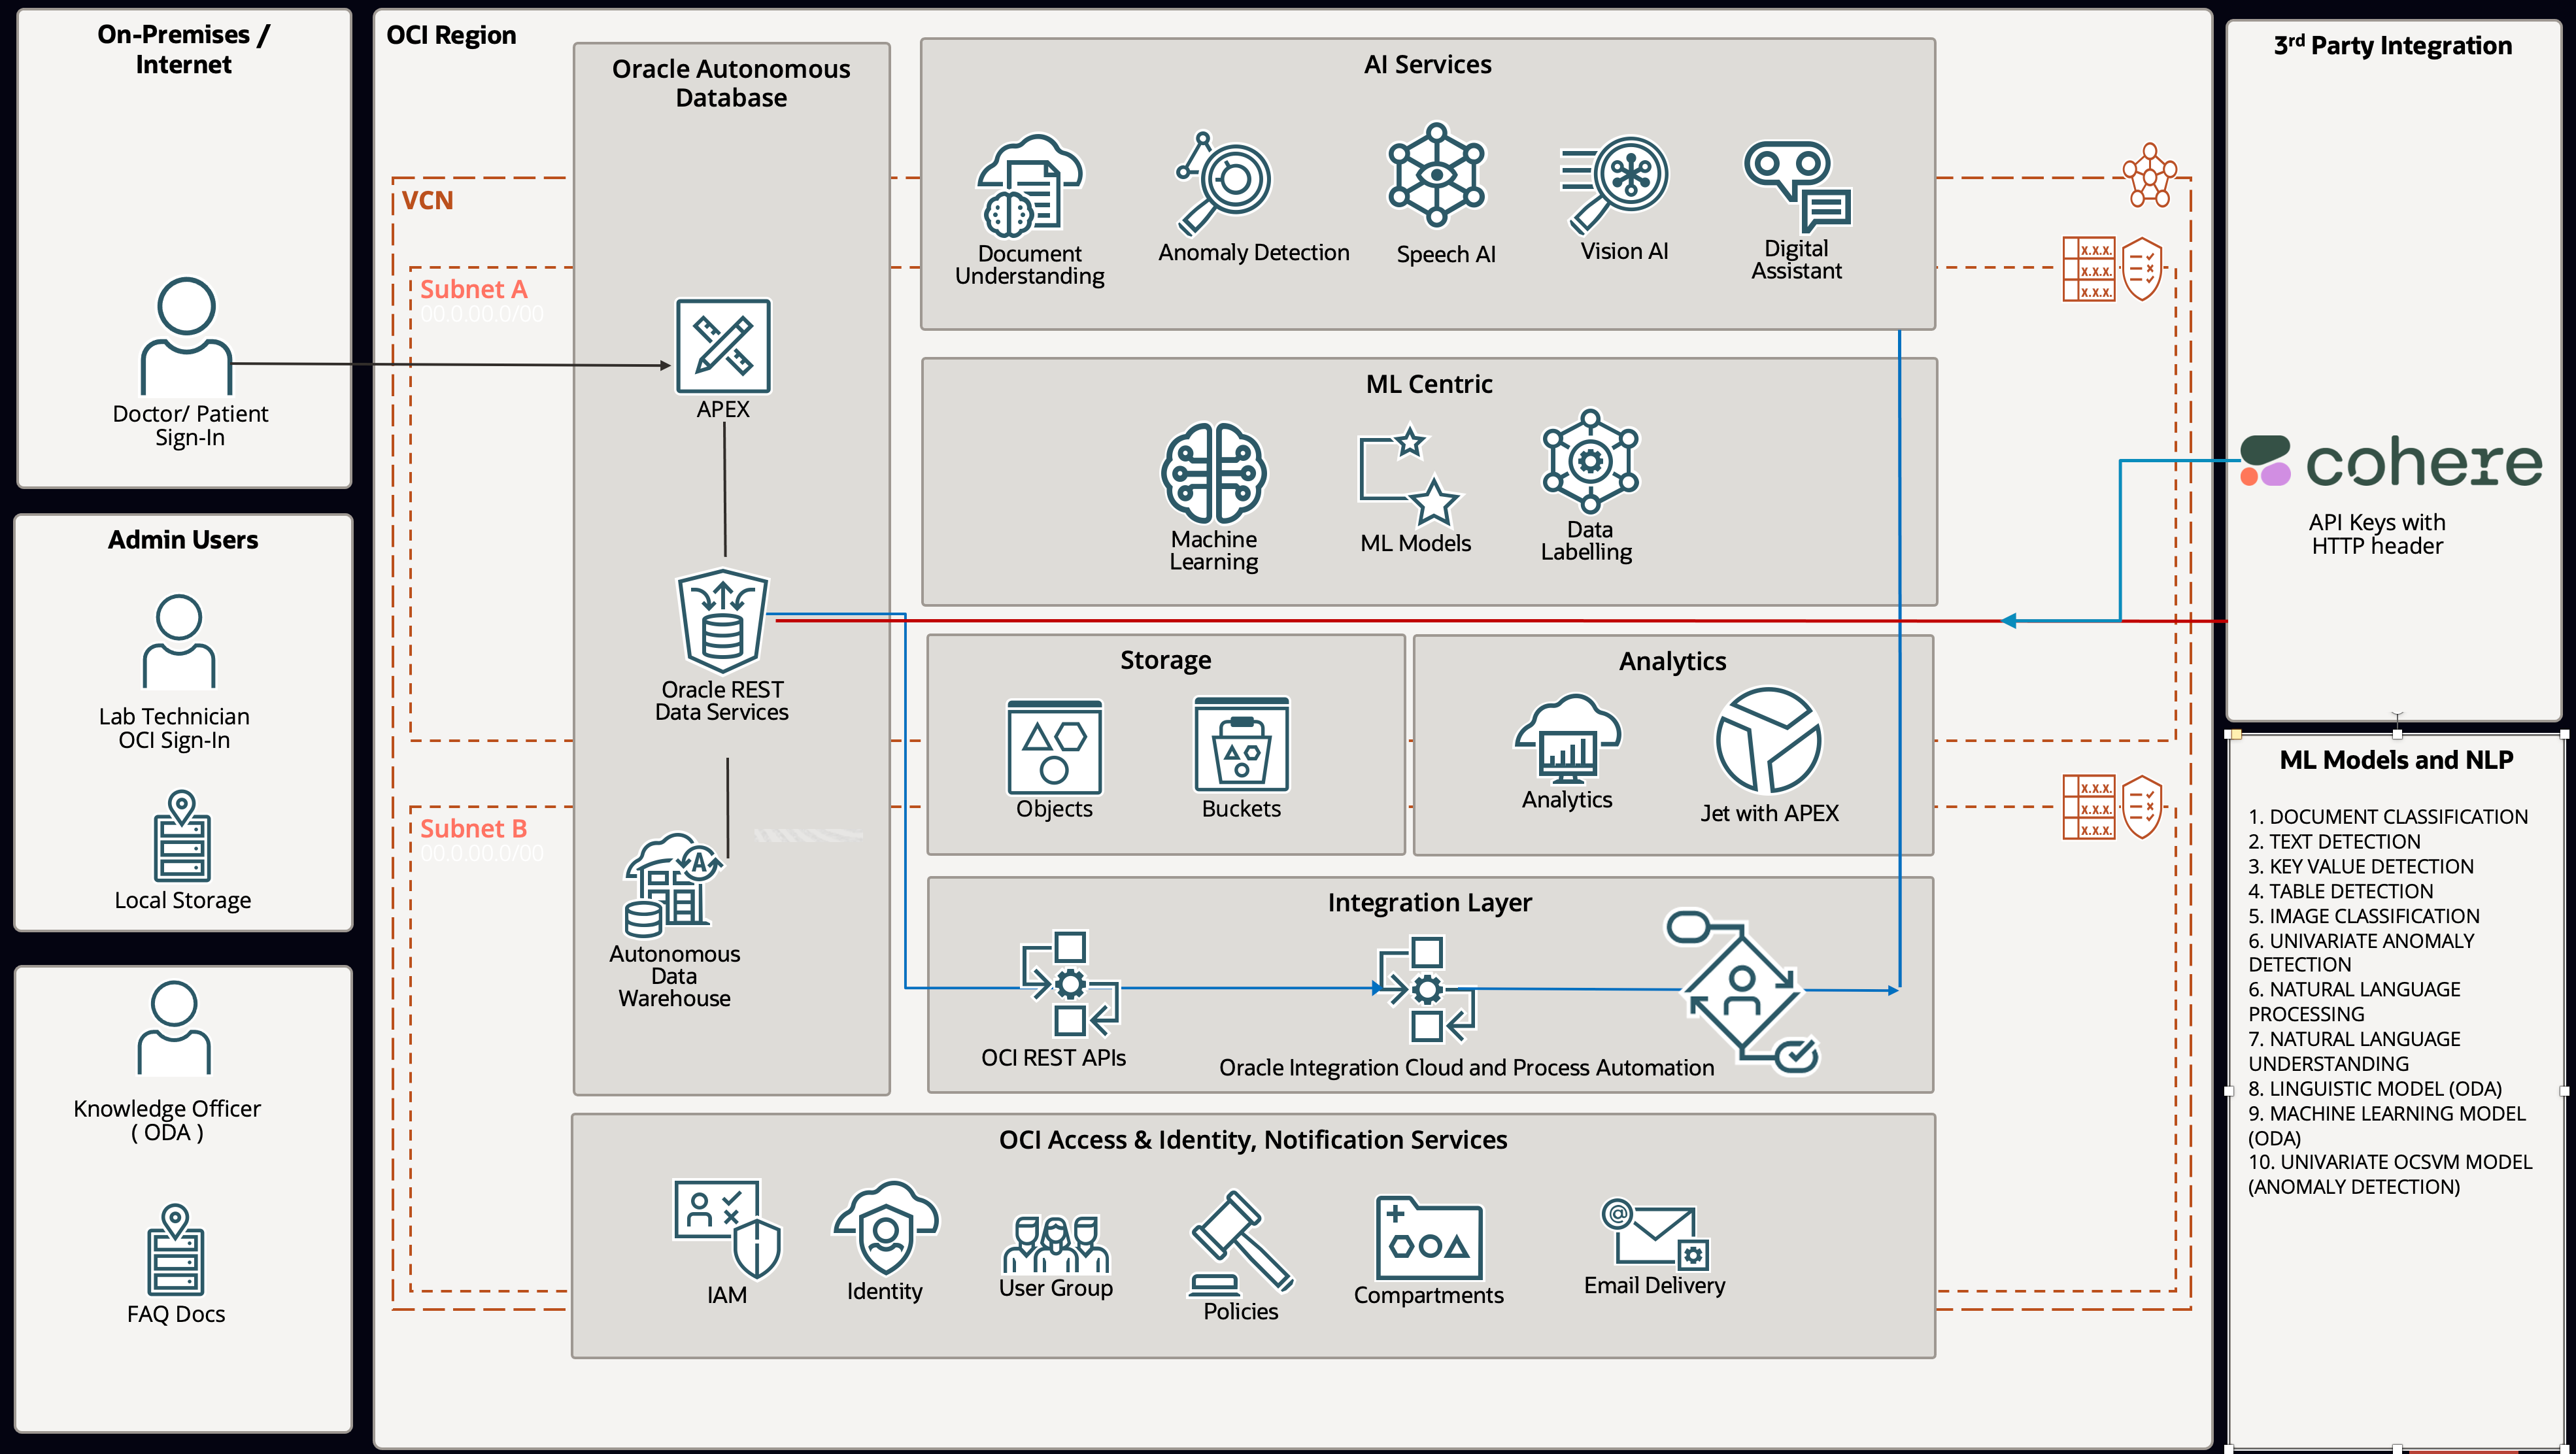 On-Premises /
Internet
Doctor/ Patient
Sign-In
Admin Users
Lab Technician
OCI Sign-In
Local Storage
Knowledge Officer
( ODA )
FAQ Docs
OCI Region
VCN
Subnet A
00.0.00.0/00
Subnet B
00.0.00.0/00
Oracle Autonomous
Database
APEX
Oracle REST
Data Services
A
Autonomous
Data
Warehouse
AI Services
Document
Understanding
Anomaly Detection
Speech AI
Vision AI
Digital
Assistant
ML Centric
Machine
Learning
ML Models
Data
Labelling
Storage
Objects
Buckets
Analytics
Analytics
Jet with APEX
Integration Layer
OCI REST APIs
Oracle Integration Cloud and Process Automation
OCI Access & Identity, Notification Services
IAM
Identity
User Group
Policies
Compartments
@
Email Delivery
X.X.X.
X.X.X.
X.X.X.
X.X.X.
X.X.X.
X.X.X.
3rd Party Integration
cohere
API Keys with
HTTP header
ML Models and NLP
1. DOCUMENT CLASSIFICATION
2. TEXT DETECTION
3. KEY VALUE DETECTION
4. TABLE DETECTION
5. IMAGE CLASSIFICATION
6. UNIVARIATE ANOMALY
DETECTION
6. NATURAL LANGUAGE
PROCESSING
7. NATURAL LANGUAGE
UNDERSTANDING
8. LINGUISTIC MODEL (ODA)
9. MACHINE LEARNING MODEL
(ODA)
10. UNIVARIATE OCSVM MODEL
(ANOMALY DETECTION)